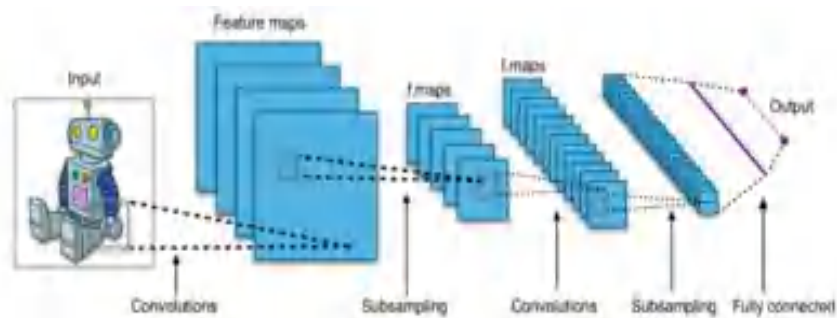 Feature maps
Input
f.maps
f.maps
Output
Convolutions
Subsampling
Convolutions
Subsampling
Fully connected